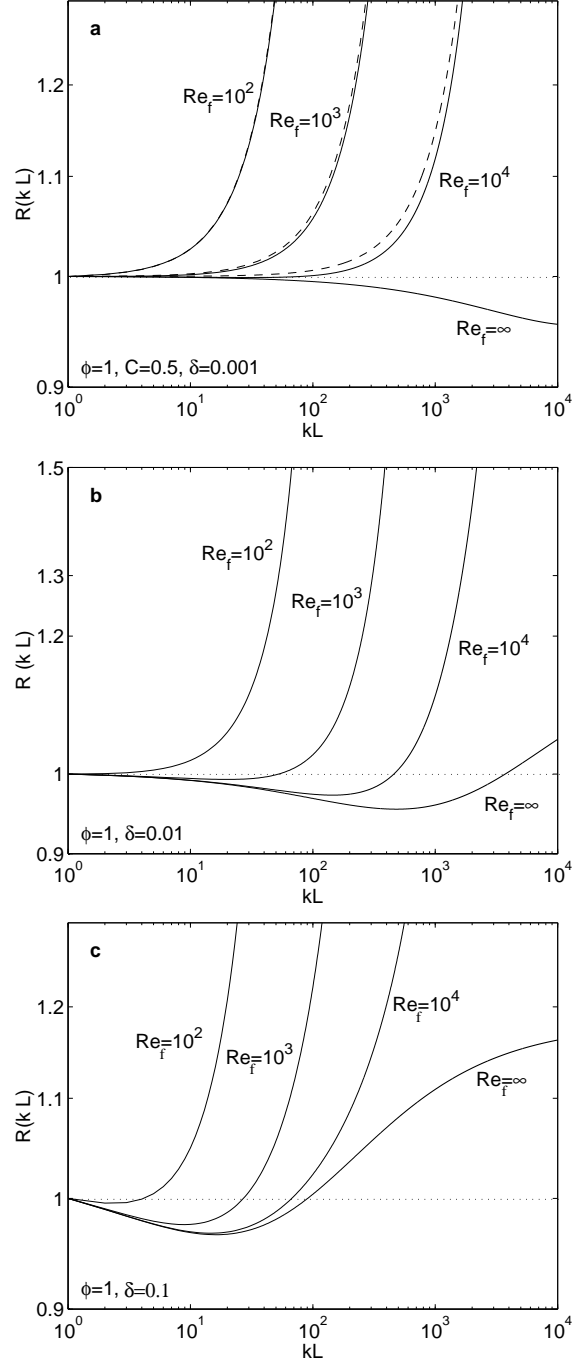 a
1.2
1.1
1
0.9
R(k L)
Re_f=10^2
Re_f=10^3
Re_f=10^4
Re_f=∞
ϕ=1, C=0.5, δ=0.001
10^0 10^1 10^2 10^3 10^4
kL
b
1.5
1.3
1.2
1
0.9
R (k L)
Re_f=10^2
Re_f=10^3
Re_f=10^4
Re_f=∞
ϕ=1, δ=0.01
10^0 10^1 10^2 10^3 10^4
kL
c
1.2
1.1
1
0.9
R(k L)
Re_f=10^2
Re_f=10^3
Re_f=10^4
Re_f=∞
ϕ=1, δ=0.1
10^0 10^1 10^2 10^3 10^4
kL